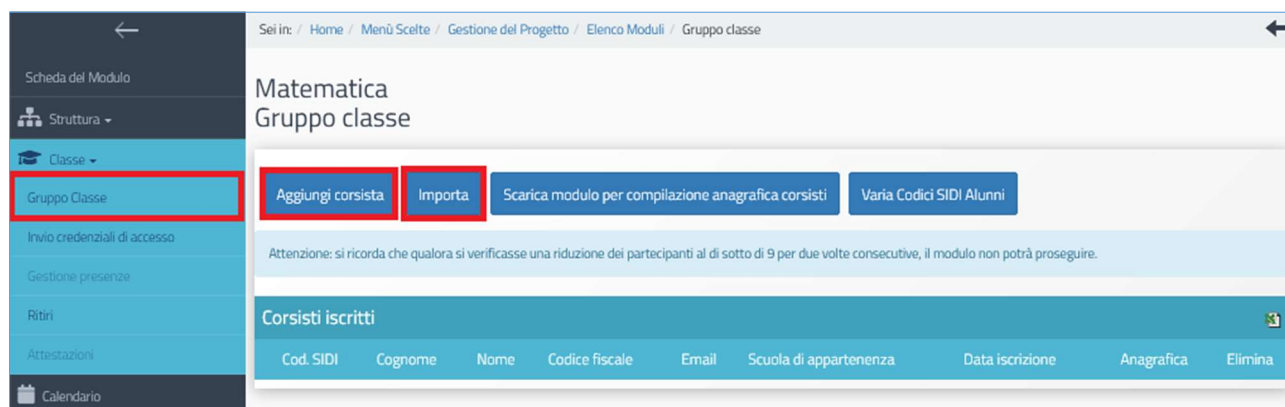 Sei in: / Home / Menù Scelte / Gestione del Progetto / Elenco Moduli / Gruppo classe
Scheda del Modulo
Struttura
Classe
Gruppo Classe
Invio credenziali di accesso
Gestione presenze
Ritiri
Attestazioni
Calendario
Matematica
Gruppo classe
Aggiungi corsista Importa Scarica modulo per compilazione anagrafica corsisti Varia Codici SIDI Alunni
Attenzione: si ricorda che qualora si verificasse una riduzione dei partecipanti al di sotto di 9 per due volte consecutive, il modulo non potrà proseguire.
Corsisti iscritti
Cod. SIDI Cognome Nome Codice fiscale Email Scuola di appartenenza Data iscrizione Anagrafica Elimina